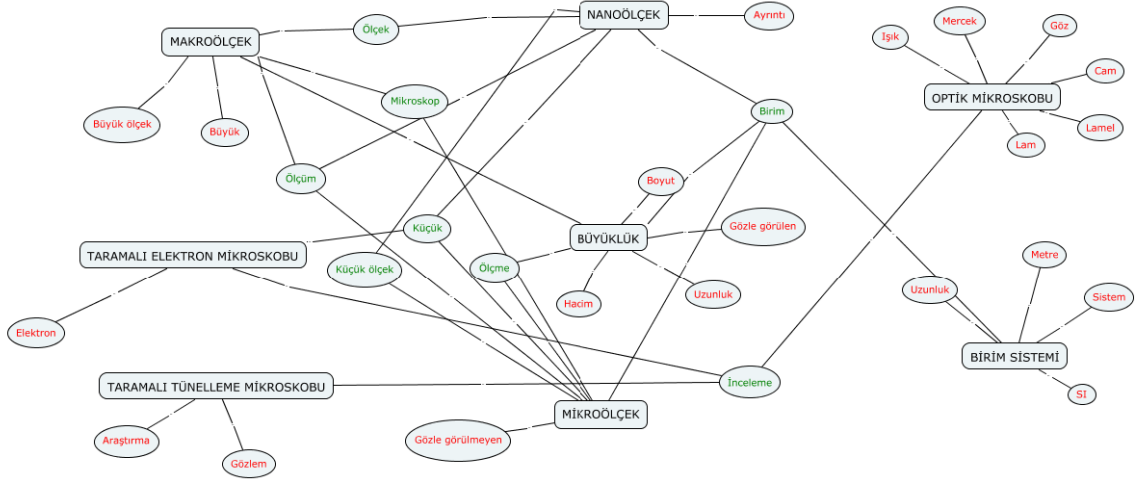 NANOÖLÇEK
Ayrıntı
Ölçek
MAKROÖLÇEK
Mercek
Göz
Işık
Cam
Mikroskop
OPTİK MİKROSKOBU
Büyük ölçek
Büyük
Birim
Lamel
Lam
Ölçüm
Boyut
Gözle görülen
Küçük
BÜYÜKLÜK
TARAMALI ELEKTRON MİKROSKOBU
Küçük ölçek
Ölçme
Metre
Uzunluk
Uzunluk
Sistem
Hacim
Elektron
BİRİM SİSTEMİ
TARAMALI TÜNELLEME MİKROSKOBU
İnceleme
SI
MİKROÖLÇEK
Araştırma
Gözle görülmeyen
Gözlem